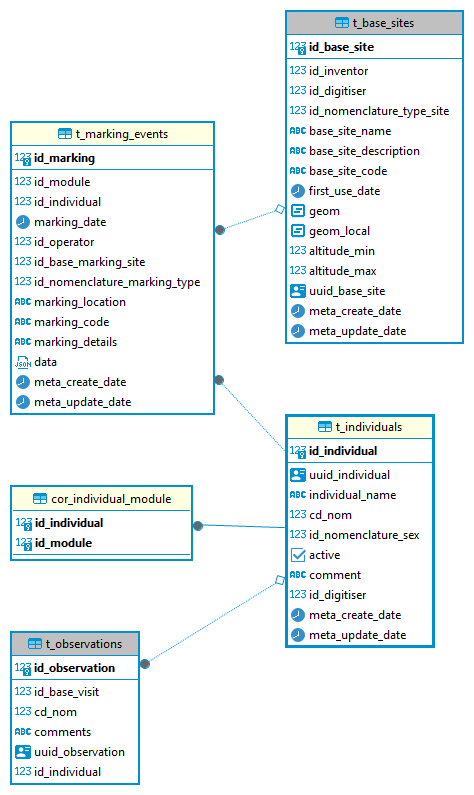 t_base_sites
123 id_base_site
123 id_inventor
123 id_digitiser
123 id_nomenclature_type_site
ABC base_site_name
ABC base_site_description
ABC base_site_code
first_use_date
geom
geom_local
123 altitude_min
123 altitude_max
uuid_base_site
meta_create_date
meta_update_date
t_marking_events
123 id_marking
123 id_module
123 id_individual
marking_date
123 id_operator
123 id_base_marking_site
123 id_nomenclature_marking_type
ABC marking_location
ABC marking_code
ABC marking_details
JSON data
meta_create_date
meta_update_date
t_individuals
123 id_individual
uuid_individual
ABC individual_name
123 cd_nom
123 id_nomenclature_sex
active
ABC comment
123 id_digitiser
meta_create_date
meta_update_date
cor_individual_module
123 id_individual
123 id_module
t_observations
123 id_observation
123 id_base_visit
123 cd_nom
ABC comments
uuid_observation
123 id_individual